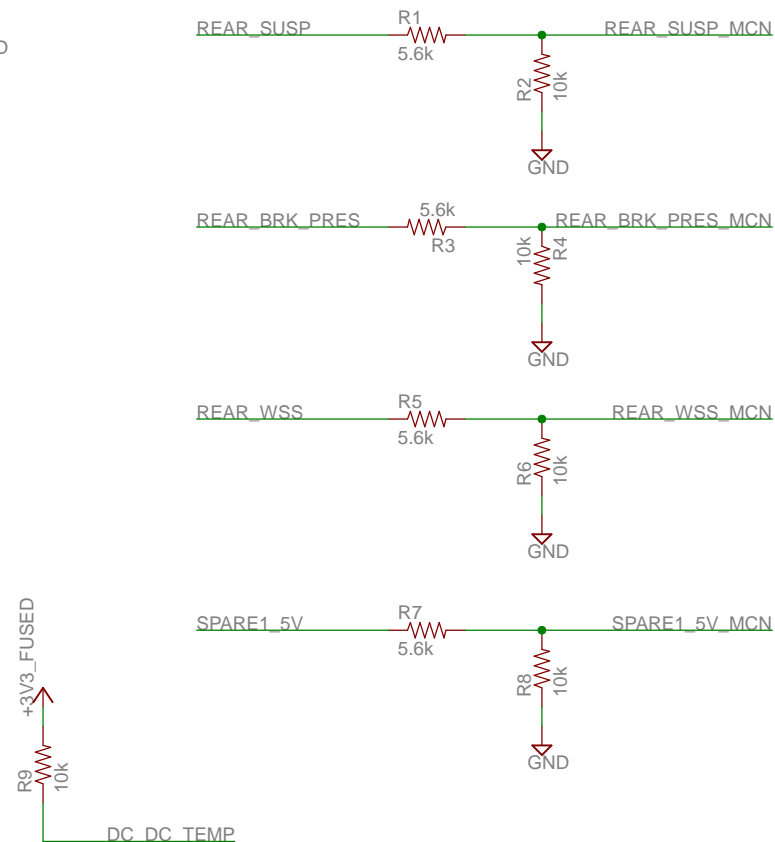 REAR_SUSP
R1
5.6k
REAR_SUSP_MCN
R2
10k
GND
D
REAR_BRK_PRES
5.6k
R3
REAR_BRK_PRES_MCN
10k
R4
GND
REAR_WSS
R5
5.6k
REAR_WSS_MCN
R6
10k
GND
SPARE1_5V
R7
5.6k
SPARE1_5V_MCN
R8
10k
GND
+3V3_FUSED
R9
10k
DC_DC_TEMP